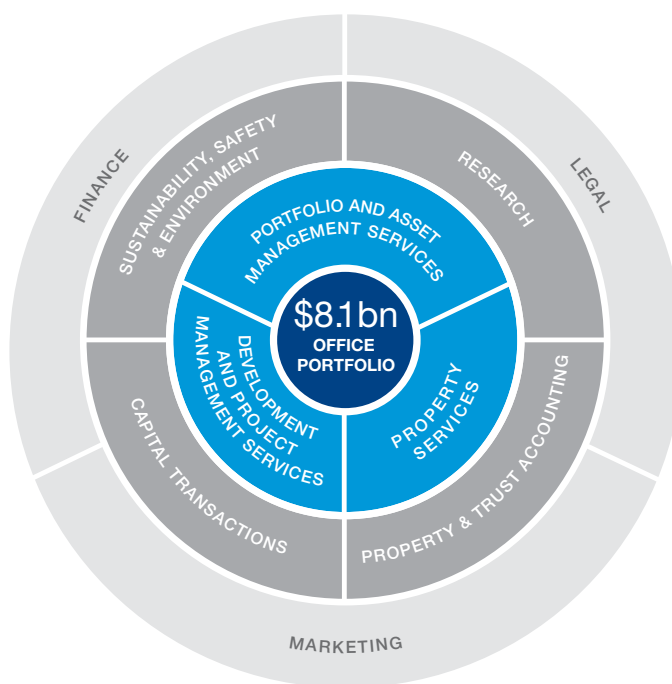 FINANCE
LEGAL
MARKETING
SUSTAINABILITY, SAFETY
& ENVIRONMENT
RESEARCH
CAPITAL TRANSACTIONS
PROPERTY & TRUST ACCOUNTING
PORTFOLIO AND ASSET
MANAGEMENT SERVICES
DEVELOPMENT
AND PROJECT
MANAGEMENT SERVICES
PROPERTY
SERVICES
$8.1bn
OFFICE
PORTFOLIO